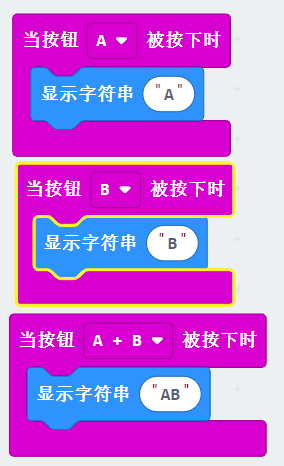 当按钮 A 被按下时
显示字符串 "A"
当按钮 B 被按下时
显示字符串 "B"
当按钮 A + B 被按下时
显示字符串 "AB"